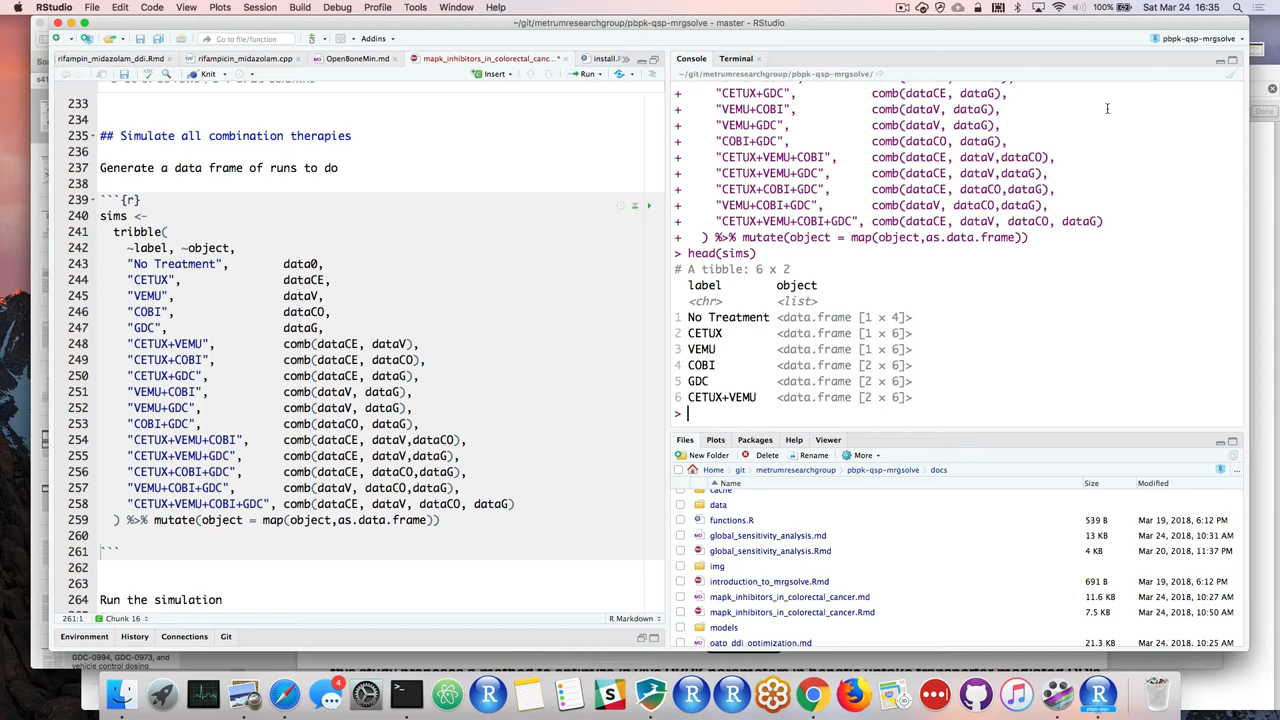 RStudio File Edit Code View Plots Session Build Debug Profile Tools Window Help 100% Sat Mar 24 16:35
~/git/metrumresearchgroup/pbpk-qsp-mrgsolve - master - RStudio
Go to file/function Addins pbpk-qsp-mrgsolve
rifampin_midazolam_ddi.Rmd rifampicin_midazolam.cpp OpenBoneMin.md mapk_inhibitors_in_colorectal_canc... install.R
Knit Insert Run
233
234
235 ## Simulate all combination therapies
236
237 Generate a data frame of runs to do
238
239 ```{r}
240 sims <-
241 tribble(
242 ~label, ~object,
243 "No Treatment", data0,
244 "CETUX", dataCE,
245 "VEMU", dataV,
246 "COBI", dataCO,
247 "GDC", dataG,
248 "CETUX+VEMU", comb(dataCE, dataV),
249 "CETUX+COBI", comb(dataCE, dataCO),
250 "CETUX+GDC", comb(dataCE, dataG),
251 "VEMU+COBI", comb(dataV, dataG),
252 "VEMU+GDC", comb(dataV, dataG),
253 "COBI+GDC", comb(dataCO, dataG),
254 "CETUX+VEMU+COBI", comb(dataCE, dataV,dataCO),
255 "CETUX+VEMU+GDC", comb(dataCE, dataV,dataG),
256 "CETUX+COBI+GDC", comb(dataCE, dataCO,dataG),
257 "VEMU+COBI+GDC", comb(dataV, dataCO,dataG),
258 "CETUX+VEMU+COBI+GDC", comb(dataCE, dataV, dataCO, dataG)
259 ) %>% mutate(object = map(object,as.data.frame))
260
261 ```
262
263
264 Run the simulation
261:1 Chunk 16 R Markdown
Environment History Connections Git
Console Terminal
~/git/metrumresearchgroup/pbpk-qsp-mrgsolve/
+ "CETUX+GDC", comb(dataCE, dataG),
+ "VEMU+COBI", comb(dataV, dataG),
+ "VEMU+GDC", comb(dataV, dataG),
+ "COBI+GDC", comb(dataCO, dataG),
+ "CETUX+VEMU+COBI", comb(dataCE, dataV,dataCO),
+ "CETUX+VEMU+GDC", comb(dataCE, dataV,dataG),
+ "CETUX+COBI+GDC", comb(dataCE, dataCO,dataG),
+ "VEMU+COBI+GDC", comb(dataV, dataCO,dataG),
+ "CETUX+VEMU+COBI+GDC", comb(dataCE, dataV, dataCO, dataG)
+ ) %>% mutate(object = map(object,as.data.frame))
> head(sims)
# A tibble: 6 x 2
label object
<chr> <list>
1 No Treatment <data.frame [1 × 4]>
2 CETUX <data.frame [1 × 6]>
3 VEMU <data.frame [1 × 6]>
4 COBI <data.frame [2 × 6]>
5 GDC <data.frame [2 × 6]>
6 CETUX+VEMU <data.frame [2 × 6]>
>
Files Plots Packages Help Viewer
New Folder Delete Rename More
Home git metrumresearchgroup pbpk-qsp-mrgsolve docs
Name Size Modified
cache
data
functions.R 539 B Mar 19, 2018, 6:12 PM
global_sensitivity_analysis.md 13 KB Mar 24, 2018, 10:31 AM
global_sensitivity_analysis.Rmd 4 KB Mar 20, 2018, 11:37 PM
img
introduction_to_mrgsolve.Rmd 691 B Mar 19, 2018, 6:12 PM
mapk_inhibitors_in_colorectal_cancer.md 11.6 KB Mar 24, 2018, 10:27 AM
mapk_inhibitors_in_colorectal_cancer.Rmd 7.5 KB Mar 24, 2018, 10:50 AM
models
oatp_ddi_optimization.md 21.3 KB Mar 24, 2018, 10:25 AM
GDC-0994, GDC-0973, and
vehicle control dosing
Done
4
pbpk-qsp-